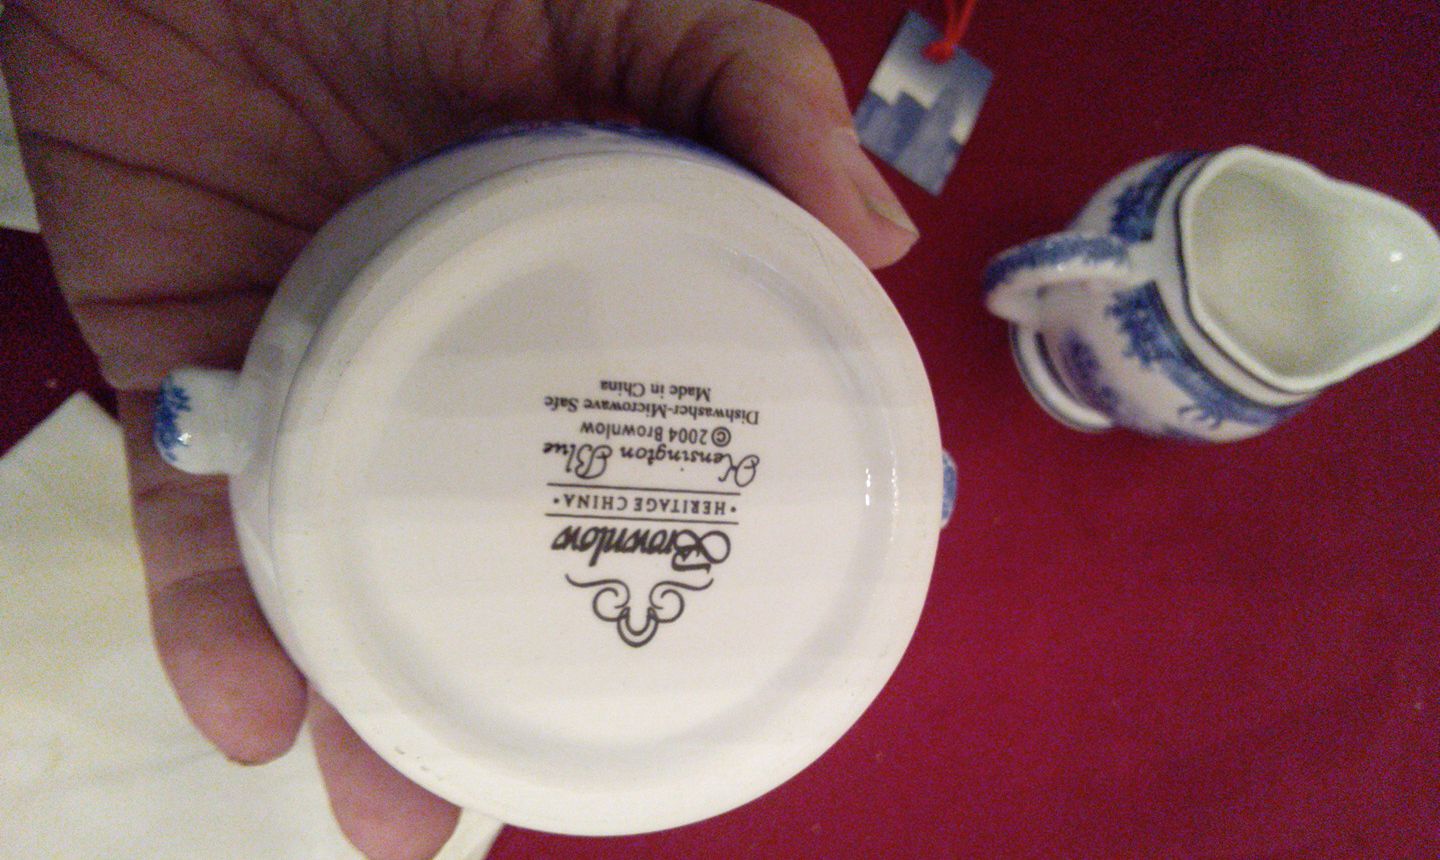 Brownlow
• HERITAGE CHINA •
Kensington Blue
© 2004 Brownlow
Dishwasher-Microwave Safe
Made in China